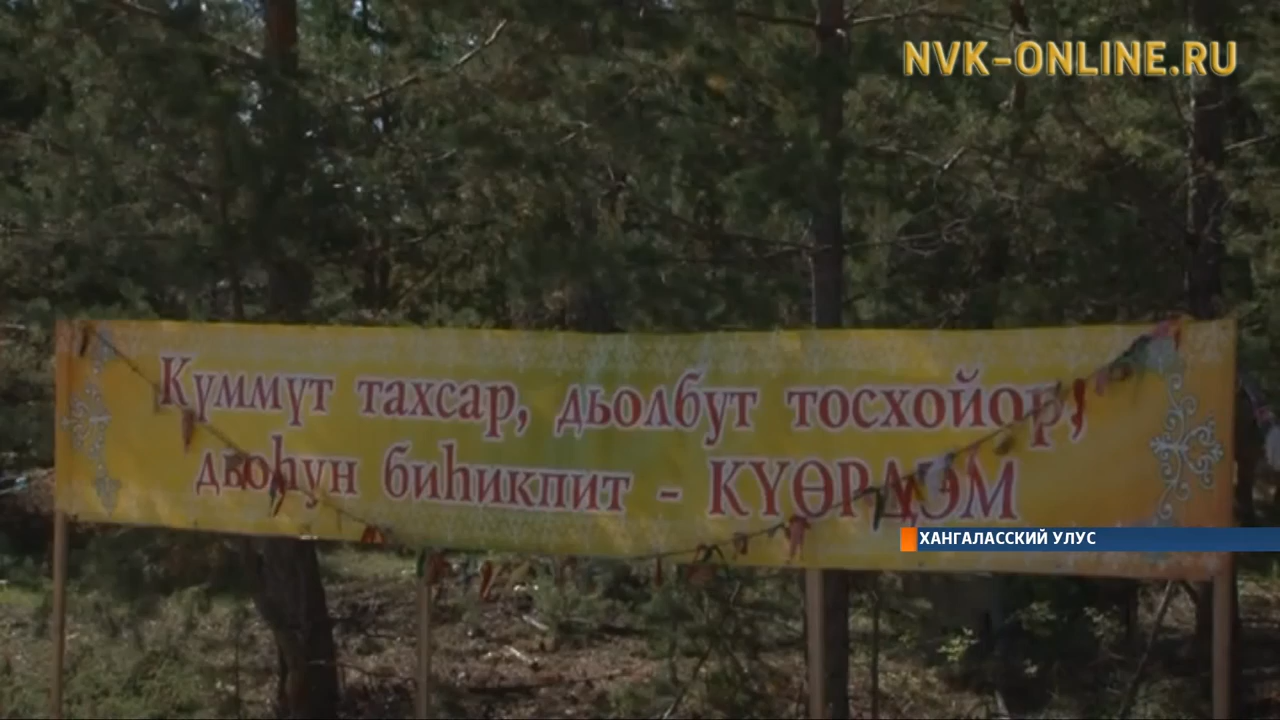 NVK-ONLINE.RU
Күммүт тахсар, дьолбут тосхойор,
дьоһун биһикпит - КҮӨРДЭМ
ХАНГАЛАССКИЙ УЛУС